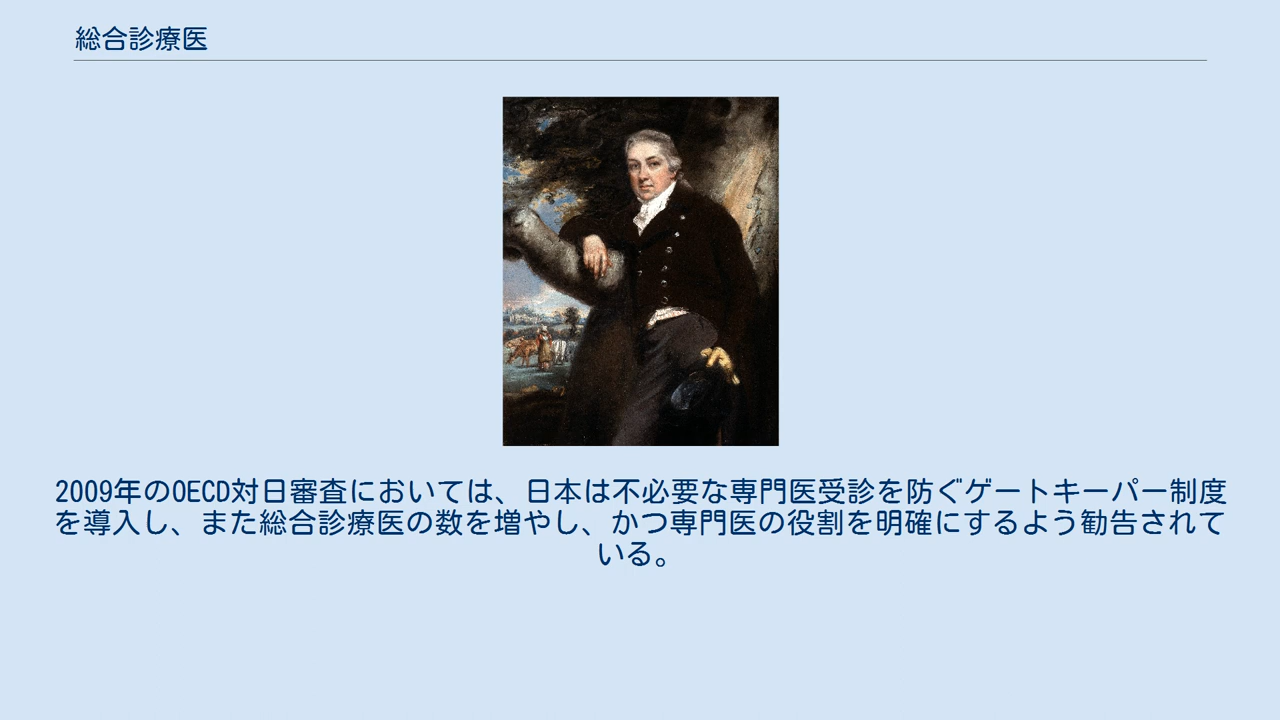 総合診療医
2009年のOECD対日審査においては、日本は不必要な専門医受診を防ぐゲートキーパー制度
を導入し、また総合診療医の数を増やし、かつ専門医の役割を明確にするよう勧告されて
いる。